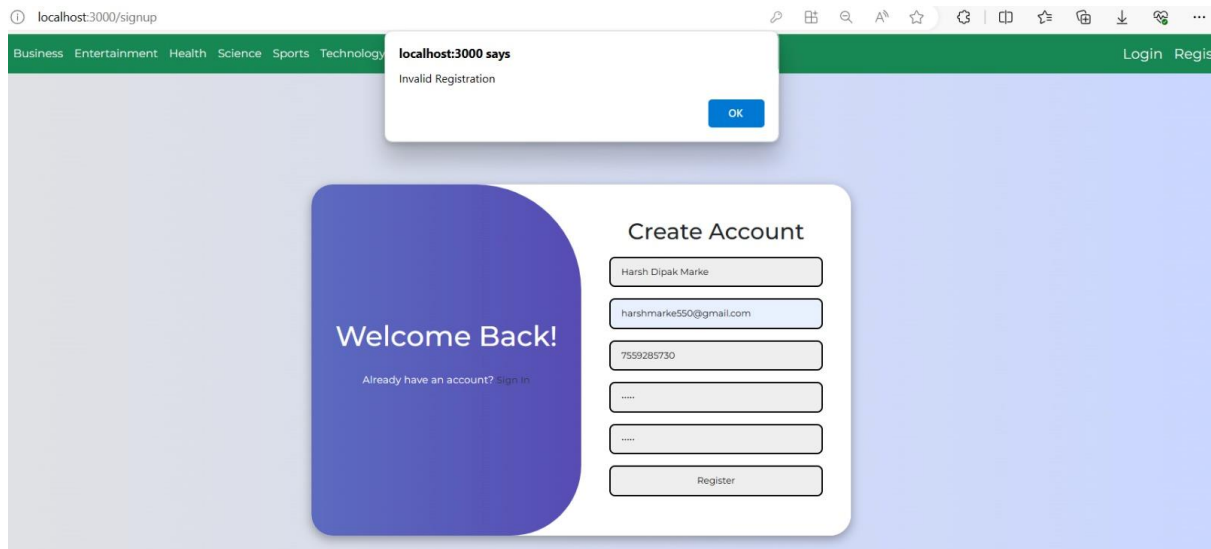 localhost:3000/signup
Business Entertainment Health Science Sports Technology
Login Regis
localhost:3000 says
Invalid Registration
OK
Create Account
Harsh Dipak Marke
harshmarke550@gmail.com
7559285730
.....
.....
Register
Welcome Back!
Already have an account? Sign In